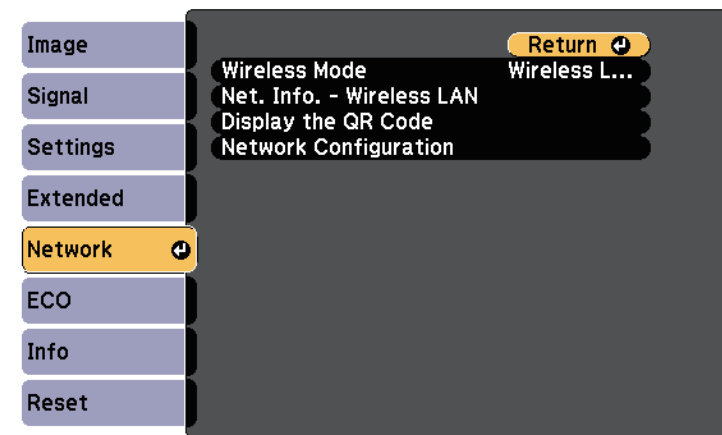 Image
Signal
Settings
Extended
Network
ECO
Info
Reset
Return
Wireless Mode Wireless L...
Net. Info. - Wireless LAN
Display the QR Code
Network Configuration